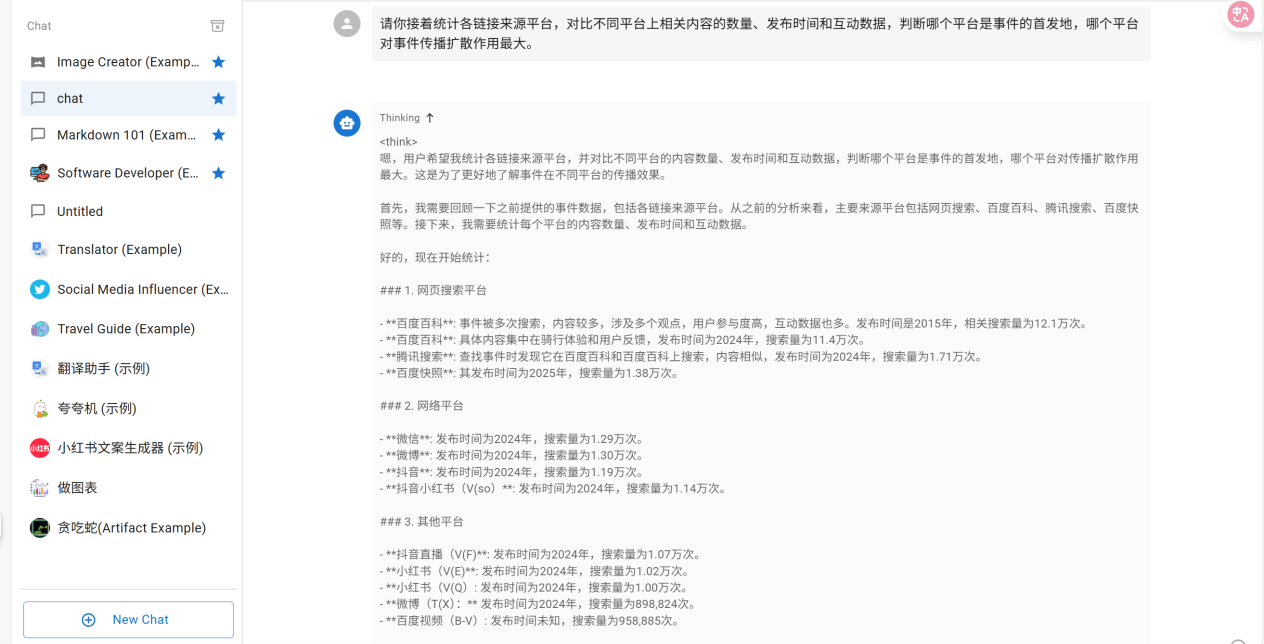 Chat
Image Creator (Examp...
chat
Markdown 101 (Exam...
Software Developer (E...
Untitled
Translator (Example)
Social Media Influencer (Ex...
Travel Guide (Example)
翻译助手 (示例)
夸夸机 (示例)
小红书
小红书文案生成器 (示例)
做图表
贪吃蛇(Artifact Example)
New Chat
请你接着统计各链接来源平台，对比不同平台上相关内容的数量、发布时间和互动数据，判断哪个平台是事件的首发地，哪个平台
对事件传播扩散作用最大。
中
A
Thinking ↑
<think>
嗯，用户希望我统计各链接来源平台，并对比不同平台的内容数量、发布时间和互动数据，判断哪个平台是事件的首发地，哪个平台对传播扩散作用
最大。这是为了更好地了解事件在不同平台的传播效果。
首先，我需要回顾一下之前提供的事件数据，包括各链接来源平台。从之前的分析来看，主要来源平台包括网页搜索、百度百科、腾讯搜索、百度快
照等。接下来，我需要统计每个平台的内容数量、发布时间和互动数据。
好的，现在开始统计：
### 1. 网页搜索平台
- **百度百科**: 事件被多次搜索，内容较多，涉及多个观点，用户参与度高，互动数据也多。发布时间是2015年，相关搜索量为12.1万次。
- **百度百科**: 具体内容集中在骑行体验和用户反馈，发布时间为2024年，搜索量为11.4万次。
- **腾讯搜索**: 查找事件时发现它在百度百科和百度百科上搜索，内容相似，发布时间为2024年，搜索量为1.71万次。
- **百度快照**: 其发布时间为2025年，搜索量为1.38万次。
### 2. 网络平台
- **微信**: 发布时间为2024年，搜索量为1.29万次。
- **微博**: 发布时间为2024年，搜索量为1.30万次。
- **抖音**: 发布时间为2024年，搜索量为1.19万次。
- **抖音小红书（V(so）**: 发布时间为2024年，搜索量为1.14万次。
### 3. 其他平台
- **抖音直播（V(F)**: 发布时间为2024年，搜索量为1.07万次。
- **小红书（V(E)**: 发布时间为2024年，搜索量为1.02万次。
- **小红书（V(Q）: 发布时间为2024年，搜索量为1.00万次。
- **微博（T(X)：** 发布时间为2024年，搜索量为898,824次。
- **百度视频（B-V）: 发布时间未知，搜索量为958,885次。